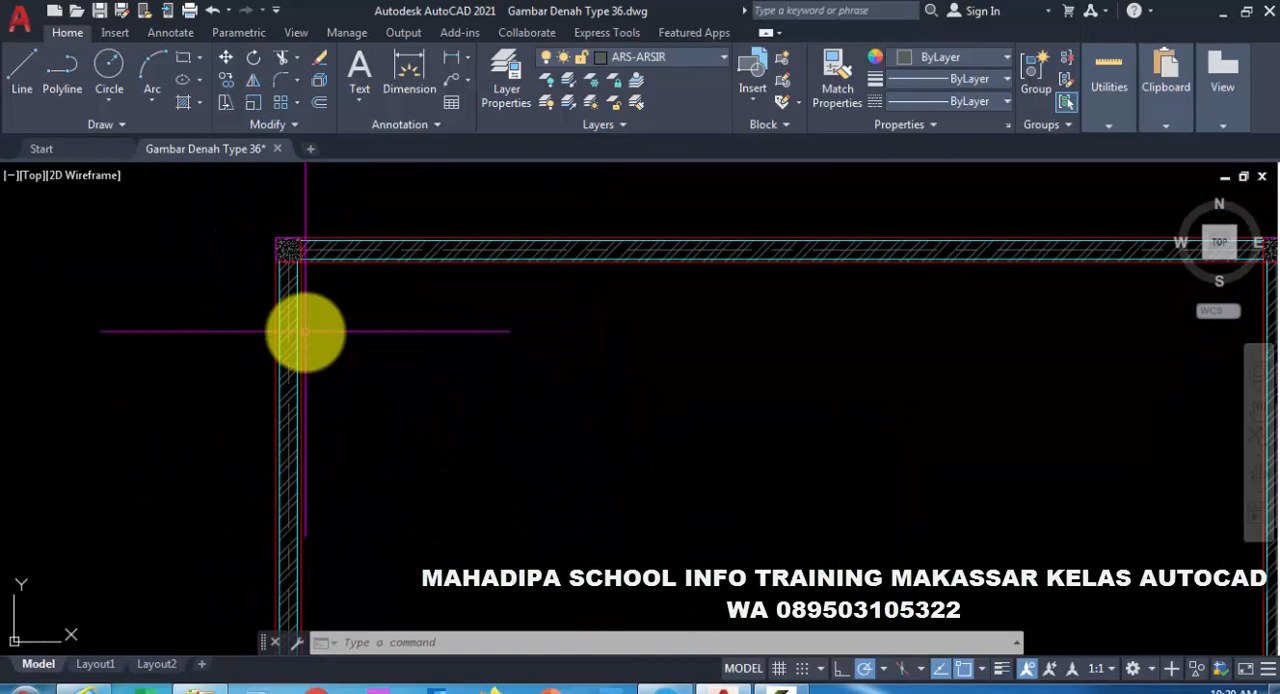 Autodesk AutoCAD 2021 Gambar Denah Type 36.dwg
Type a keyword or phrase
Sign In
Home Insert Annotate Parametric View Manage Output Add-ins Collaborate Express Tools Featured Apps
Line Polyline Circle Arc
Draw
Modify
Text Dimension
Annotation
Layer
Properties
ARS-ARSIR
Layers
Insert
Block
Match
Properties
ByLayer
ByLayer
ByLayer
Properties
Group
Groups
Utilities
Clipboard
View
Start Gambar Denah Type 36*
[−][Top][2D Wireframe]
N
W TOP E
S
WCS
MAHADIPA SCHOOL INFO TRAINING MAKASSAR KELAS AUTOCAD
WA 089503105322
Y
X
Type a command
Model Layout1 Layout2
MODEL
1:1